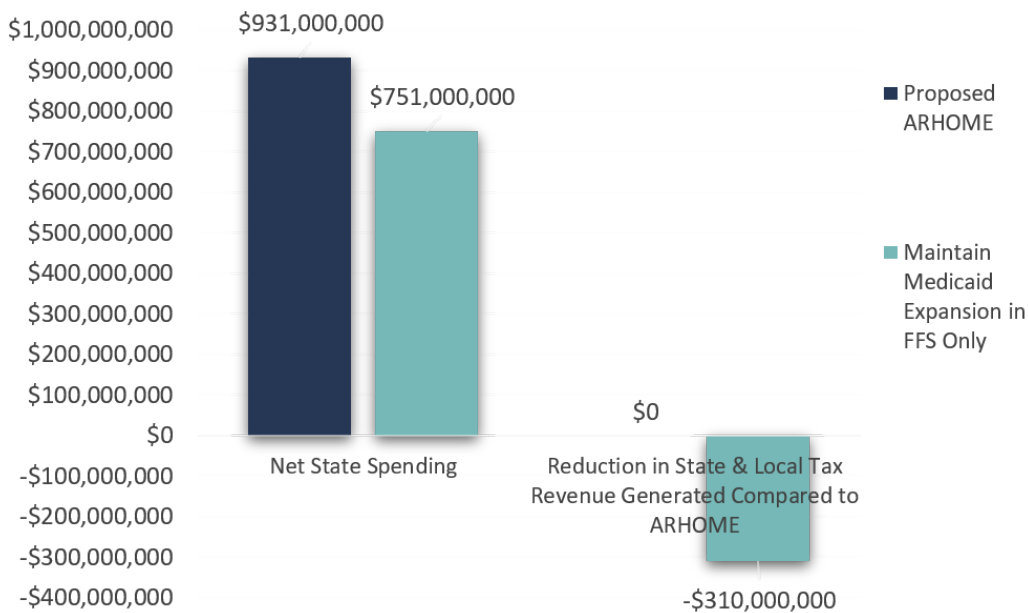 $1,000,000,000
$900,000,000
$800,000,000
$700,000,000
$600,000,000
$500,000,000
$400,000,000
$300,000,000
$200,000,000
$100,000,000
$0
-$100,000,000
-$200,000,000
-$300,000,000
-$400,000,000
$931,000,000
$751,000,000
$0
-$310,000,000
Net State Spending
Reduction in State & Local Tax
Revenue Generated Compared to
ARHOME
Proposed
ARHOME
Maintain
Medicaid
Expansion in
FFS Only